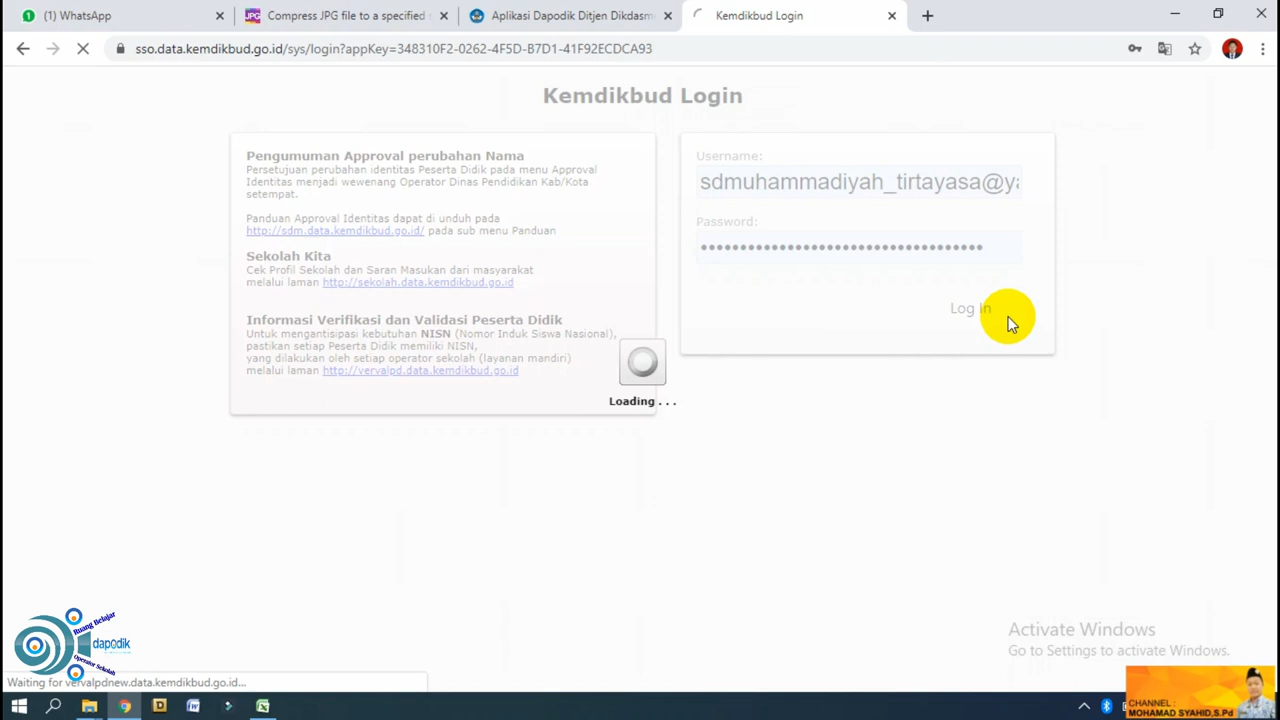 (1) WhatsApp
Compress JPG file to a specified s
Aplikasi Dapodik Ditjen Dikdasme
Kemdikbud Login
sso.data.kemdikbud.go.id/sys/login?appKey=348310F2-0262-4F5D-B7D1-41F92ECDCA93
Kemdikbud Login
Pengumuman Approval perubahan Nama
Persetujuan perubahan identitas Peserta Didik pada menu Approval
Identitas menjadi wewenang Operator Dinas Pendidikan Kab/Kota
setempat.
Panduan Approval Identitas dapat di unduh pada
http://sdm.data.kemdikbud.go.id/ pada sub menu Panduan
Sekolah Kita
Cek Profil Sekolah dan Saran Masukan dari masyarakat
melalui laman http://sekolah.data.kemdikbud.go.id
Informasi Verifikasi dan Validasi Peserta Didik
Untuk mengantisipasi kebutuhan NISN (Nomor Induk Siswa Nasional),
pastikan setiap Peserta Didik memiliki NISN,
yang dilakukan oleh setiap operator sekolah (layanan mandiri)
melalui laman http://vervalpd.data.kemdikbud.go.id
Username:
sdmuhammadiyah_tirtayasa@ya
Password:
Log In
Loading . . .
Activate Windows
Go to Settings to activate Windows.
Ruang Belajar
dapodik
Operator Sekolah
Waiting for vervalpdnew.data.kemdikbud.go.id...
CHANNEL :
MOHAMAD SYAHID,S.Pd